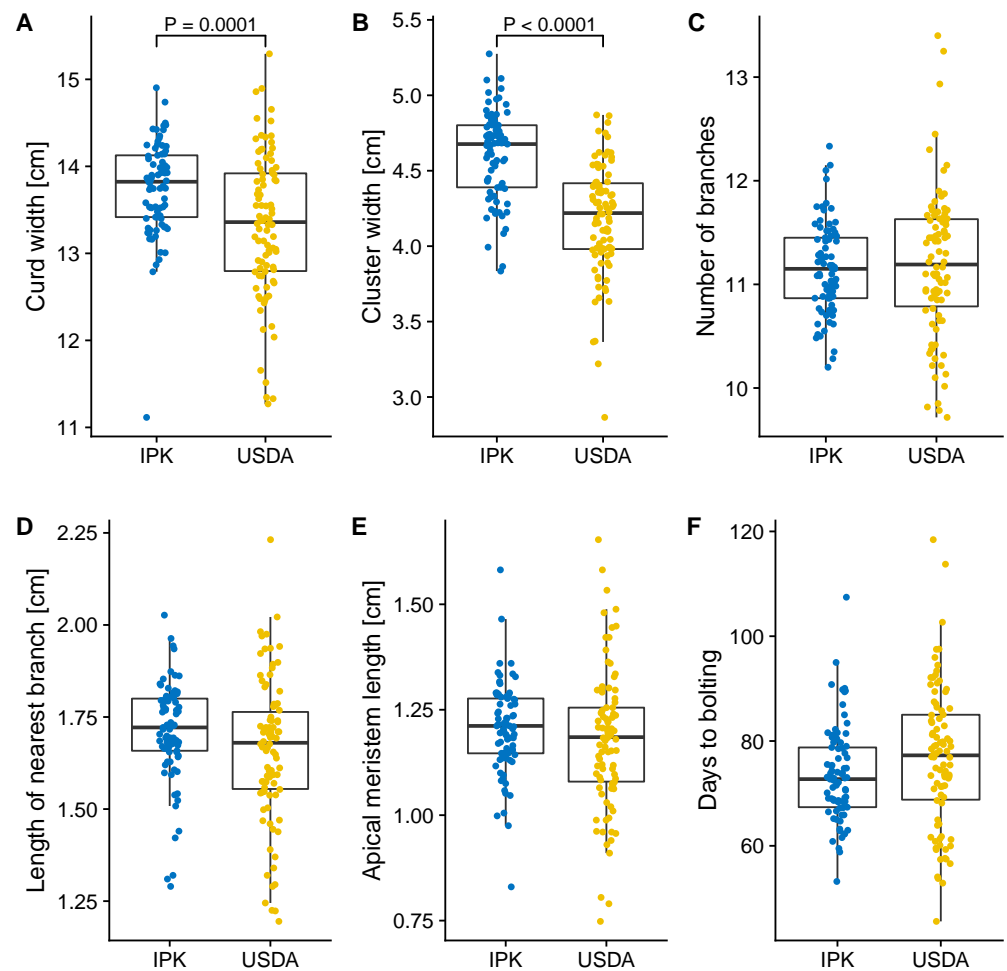 A
P = 0.0001
Curd width [cm]
15
14
13
12
11
IPK USDA
B
P < 0.0001
Cluster width [cm]
5.5
5.0
4.5
4.0
3.5
3.0
IPK USDA
C
Number of branches
13
12
11
10
IPK USDA
D
Length of nearest branch [cm]
2.25
2.00
1.75
1.50
1.25
IPK USDA
E
Apical meristem length [cm]
1.50
1.25
1.00
0.75
IPK USDA
F
Days to bolting
120
100
80
60
IPK USDA